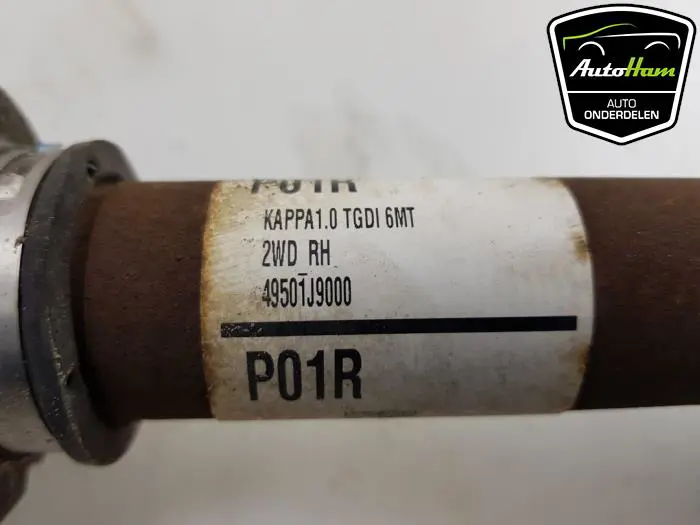 AutoHam
AUTO
ONDERDELEN
P01R
KAPPA1.0 TGDI 6MT
2WD RH
49501J9000
P01R